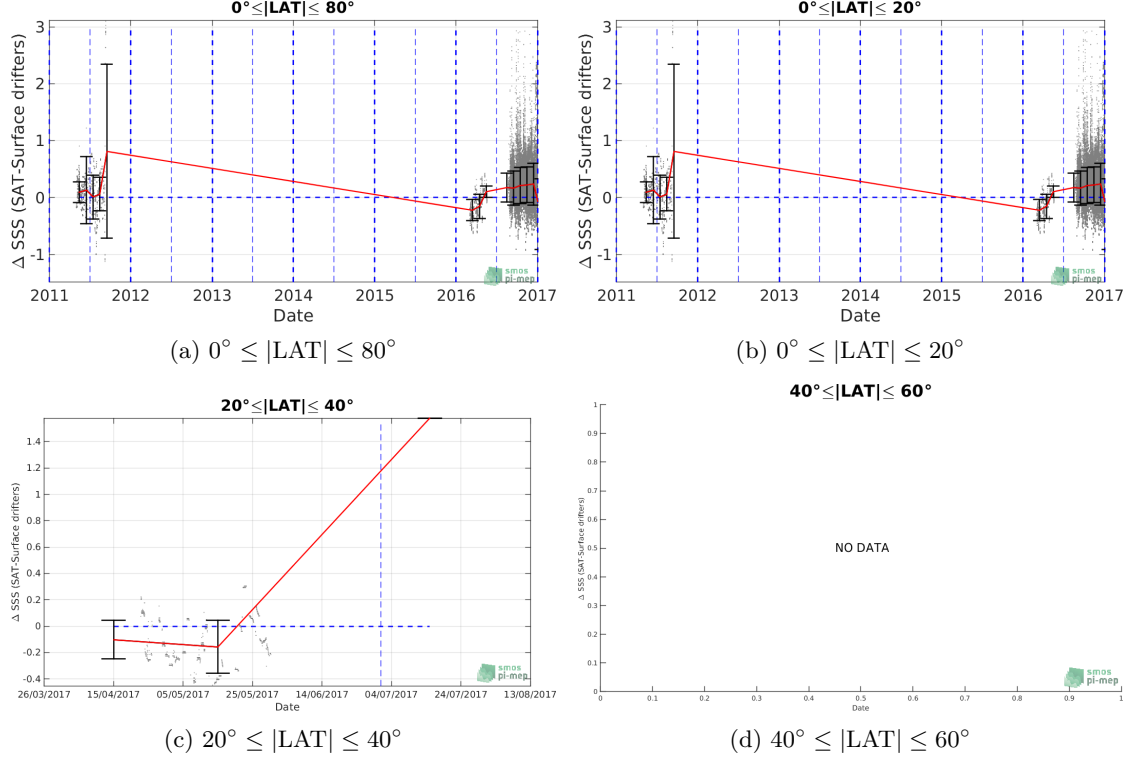 0°≤|LAT|≤ 80°
Δ SSS (SAT-Surface drifters)
3
2
1
0
-1
2011 2012 2013 2014 2015 2016 2017
Date
smos
pi-mep
(a) 0° ≤ |LAT| ≤ 80°
0°≤|LAT|≤ 20°
Δ SSS (SAT-Surface drifters)
3
2
1
0
-1
2011 2012 2013 2014 2015 2016 2017
Date
smos
pi-mep
(b) 0° ≤ |LAT| ≤ 20°
20°≤|LAT|≤ 40°
Δ SSS (SAT-Surface drifters)
1.4
1.2
1
0.8
0.6
0.4
0.2
0
-0.2
-0.4
26/03/2017 15/04/2017 05/05/2017 25/05/2017 14/06/2017 04/07/2017 24/07/2017 13/08/2017
Date
smos
pi-mep
(c) 20° ≤ |LAT| ≤ 40°
40°≤|LAT|≤ 60°
Δ SSS (SAT-Surface drifters)
1
0.9
0.8
0.7
0.6
0.5
0.4
0.3
0.2
0.1
0
NO DATA
0 0.1 0.2 0.3 0.4 0.5 0.6 0.7 0.8 0.9 1
Date
smos
pi-mep
(d) 40° ≤ |LAT| ≤ 60°